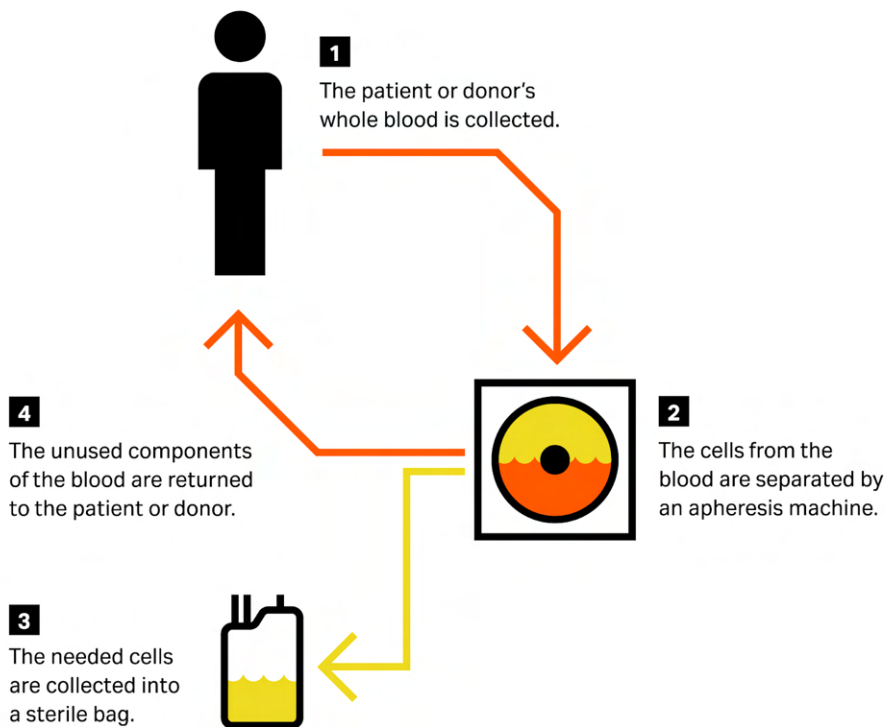 1
The patient or donor’s
whole blood is collected.
2
The cells from the
blood are separated by
an apheresis machine.
3
The needed cells
are collected into
a sterile bag.
4
The unused components
of the blood are returned
to the patient or donor.